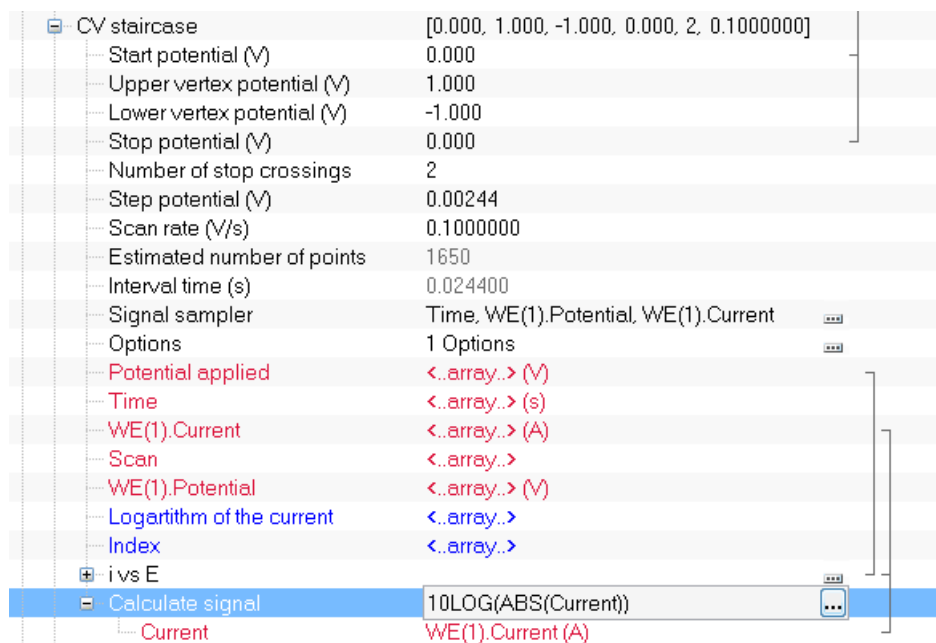 CV staircase [0.000, 1.000, -1.000, 0.000, 2, 0.1000000]
Start potential (V) 0.000
Upper vertex potential (V) 1.000
Lower vertex potential (V) -1.000
Stop potential (V) 0.000
Number of stop crossings 2
Step potential (V) 0.00244
Scan rate (V/s) 0.1000000
Estimated number of points 1650
Interval time (s) 0.024400
Signal sampler Time, WE(1).Potential, WE(1).Current ...
Options 1 Options ...
Potential applied <..array..> (V)
Time <..array..> (s)
WE(1).Current <..array..> (A)
Scan <..array..>
WE(1).Potential <..array..> (V)
Logartithm of the current <..array..>
Index <..array..>
i vs E ...
Calculate signal 10LOG(ABS(Current)) ...
Current WE(1).Current (A)